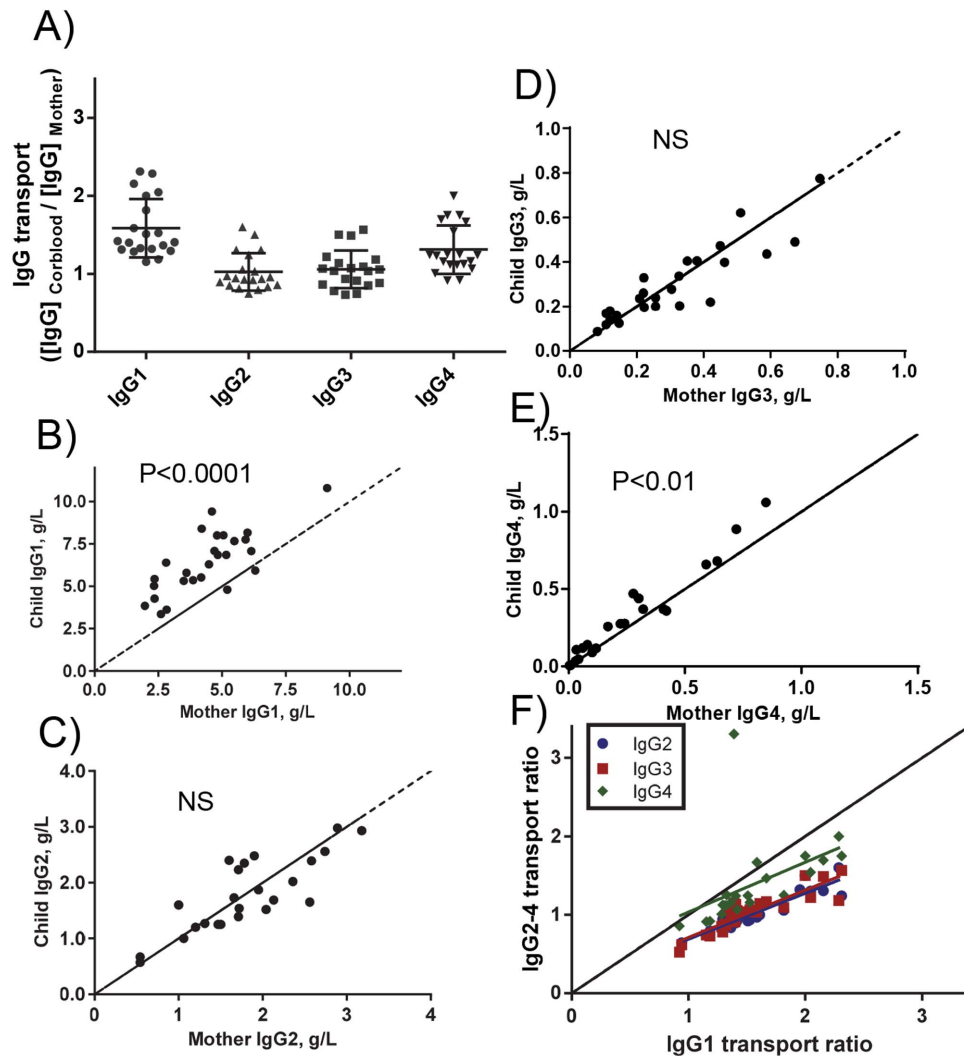 A)
IgG transport
([IgG] Corblood / [IgG] Mother)
3
2
1
0
IgG1
IgG2
IgG3
IgG4
B)
P<0.0001
Child IgG1, g/L
10.0
7.5
5.0
2.5
0.0
0.0
2.5
5.0
7.5
10.0
Mother IgG1, g/L
C)
NS
Child IgG2, g/L
4.0
3.0
2.0
1.0
0.0
0
1
2
3
4
Mother IgG2, g/L
D)
NS
Child IgG3, g/L
1.0
0.8
0.6
0.4
0.2
0.0
0.0
0.2
0.4
0.6
0.8
1.0
Mother IgG3, g/L
E)
P<0.01
Child IgG4, g/L
1.5
1.0
0.5
0.0
0.0
0.5
1.0
1.5
Mother IgG4, g/L
F)
IgG2
IgG3
IgG4
IgG2-4 transport ratio
3
2
1
0
0
1
2
3
IgG1 transport ratio